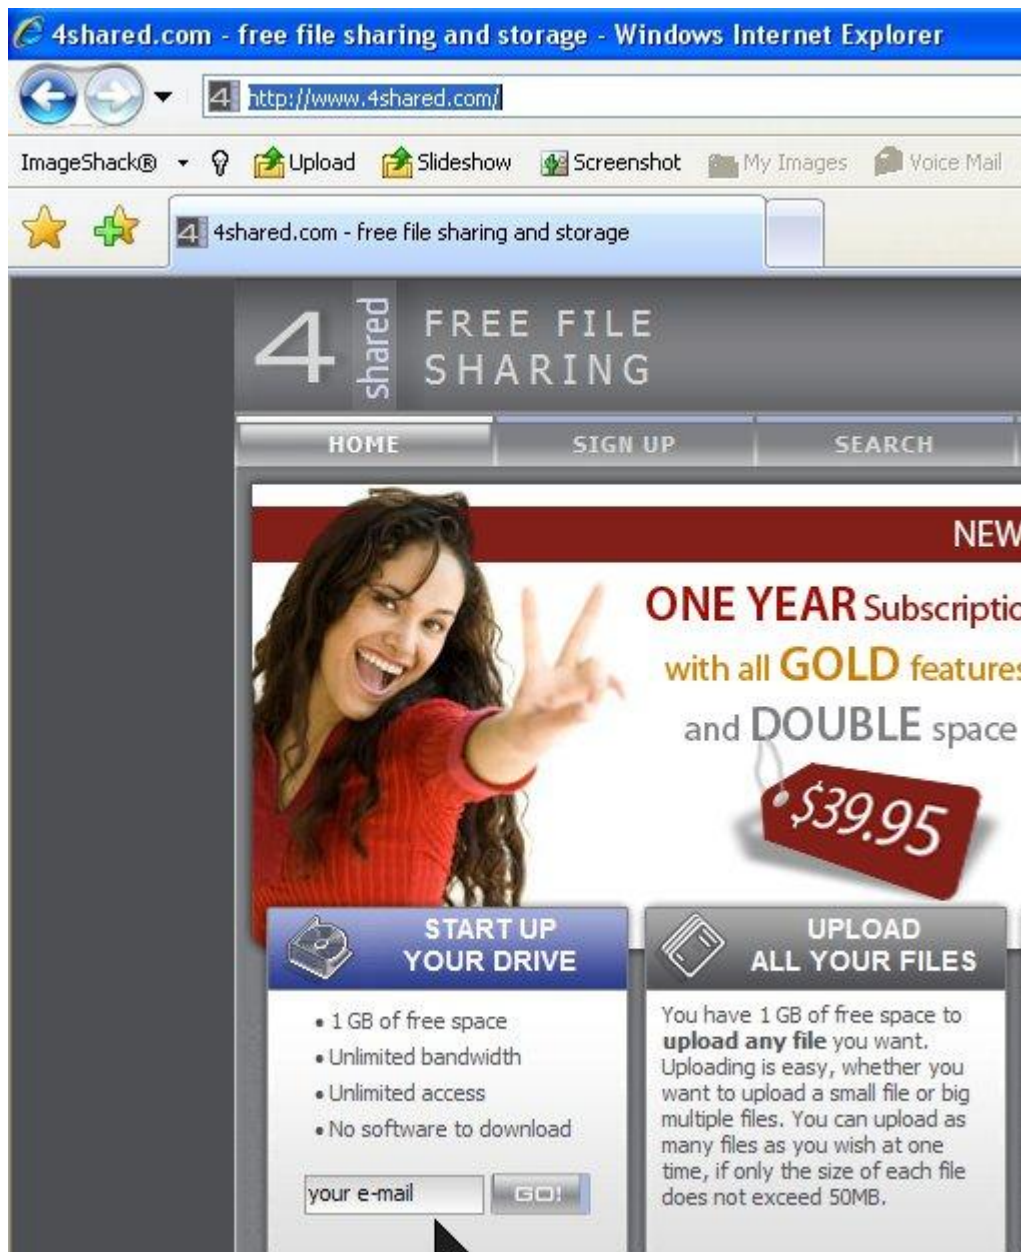 4shared.com - free file sharing and storage - Windows Internet Explorer
http://www.4shared.com/
ImageShack® Upload Slideshow Screenshot My Images Voice Mail
4shared.com - free file sharing and storage
4 shared FREE FILE
SHARING
HOME SIGN UP SEARCH
NEW
ONE YEAR Subscriptio
with all GOLD features
and DOUBLE space
$39.95
START UP
YOUR DRIVE
• 1 GB of free space
• Unlimited bandwidth
• Unlimited access
• No software to download
your e-mail GO!
UPLOAD
ALL YOUR FILES
You have 1 GB of free space to
upload any file you want.
Uploading is easy, whether you
want to upload a small file or big
multiple files. You can upload as
many files as you wish at one
time, if only the size of each file
does not exceed 50MB.